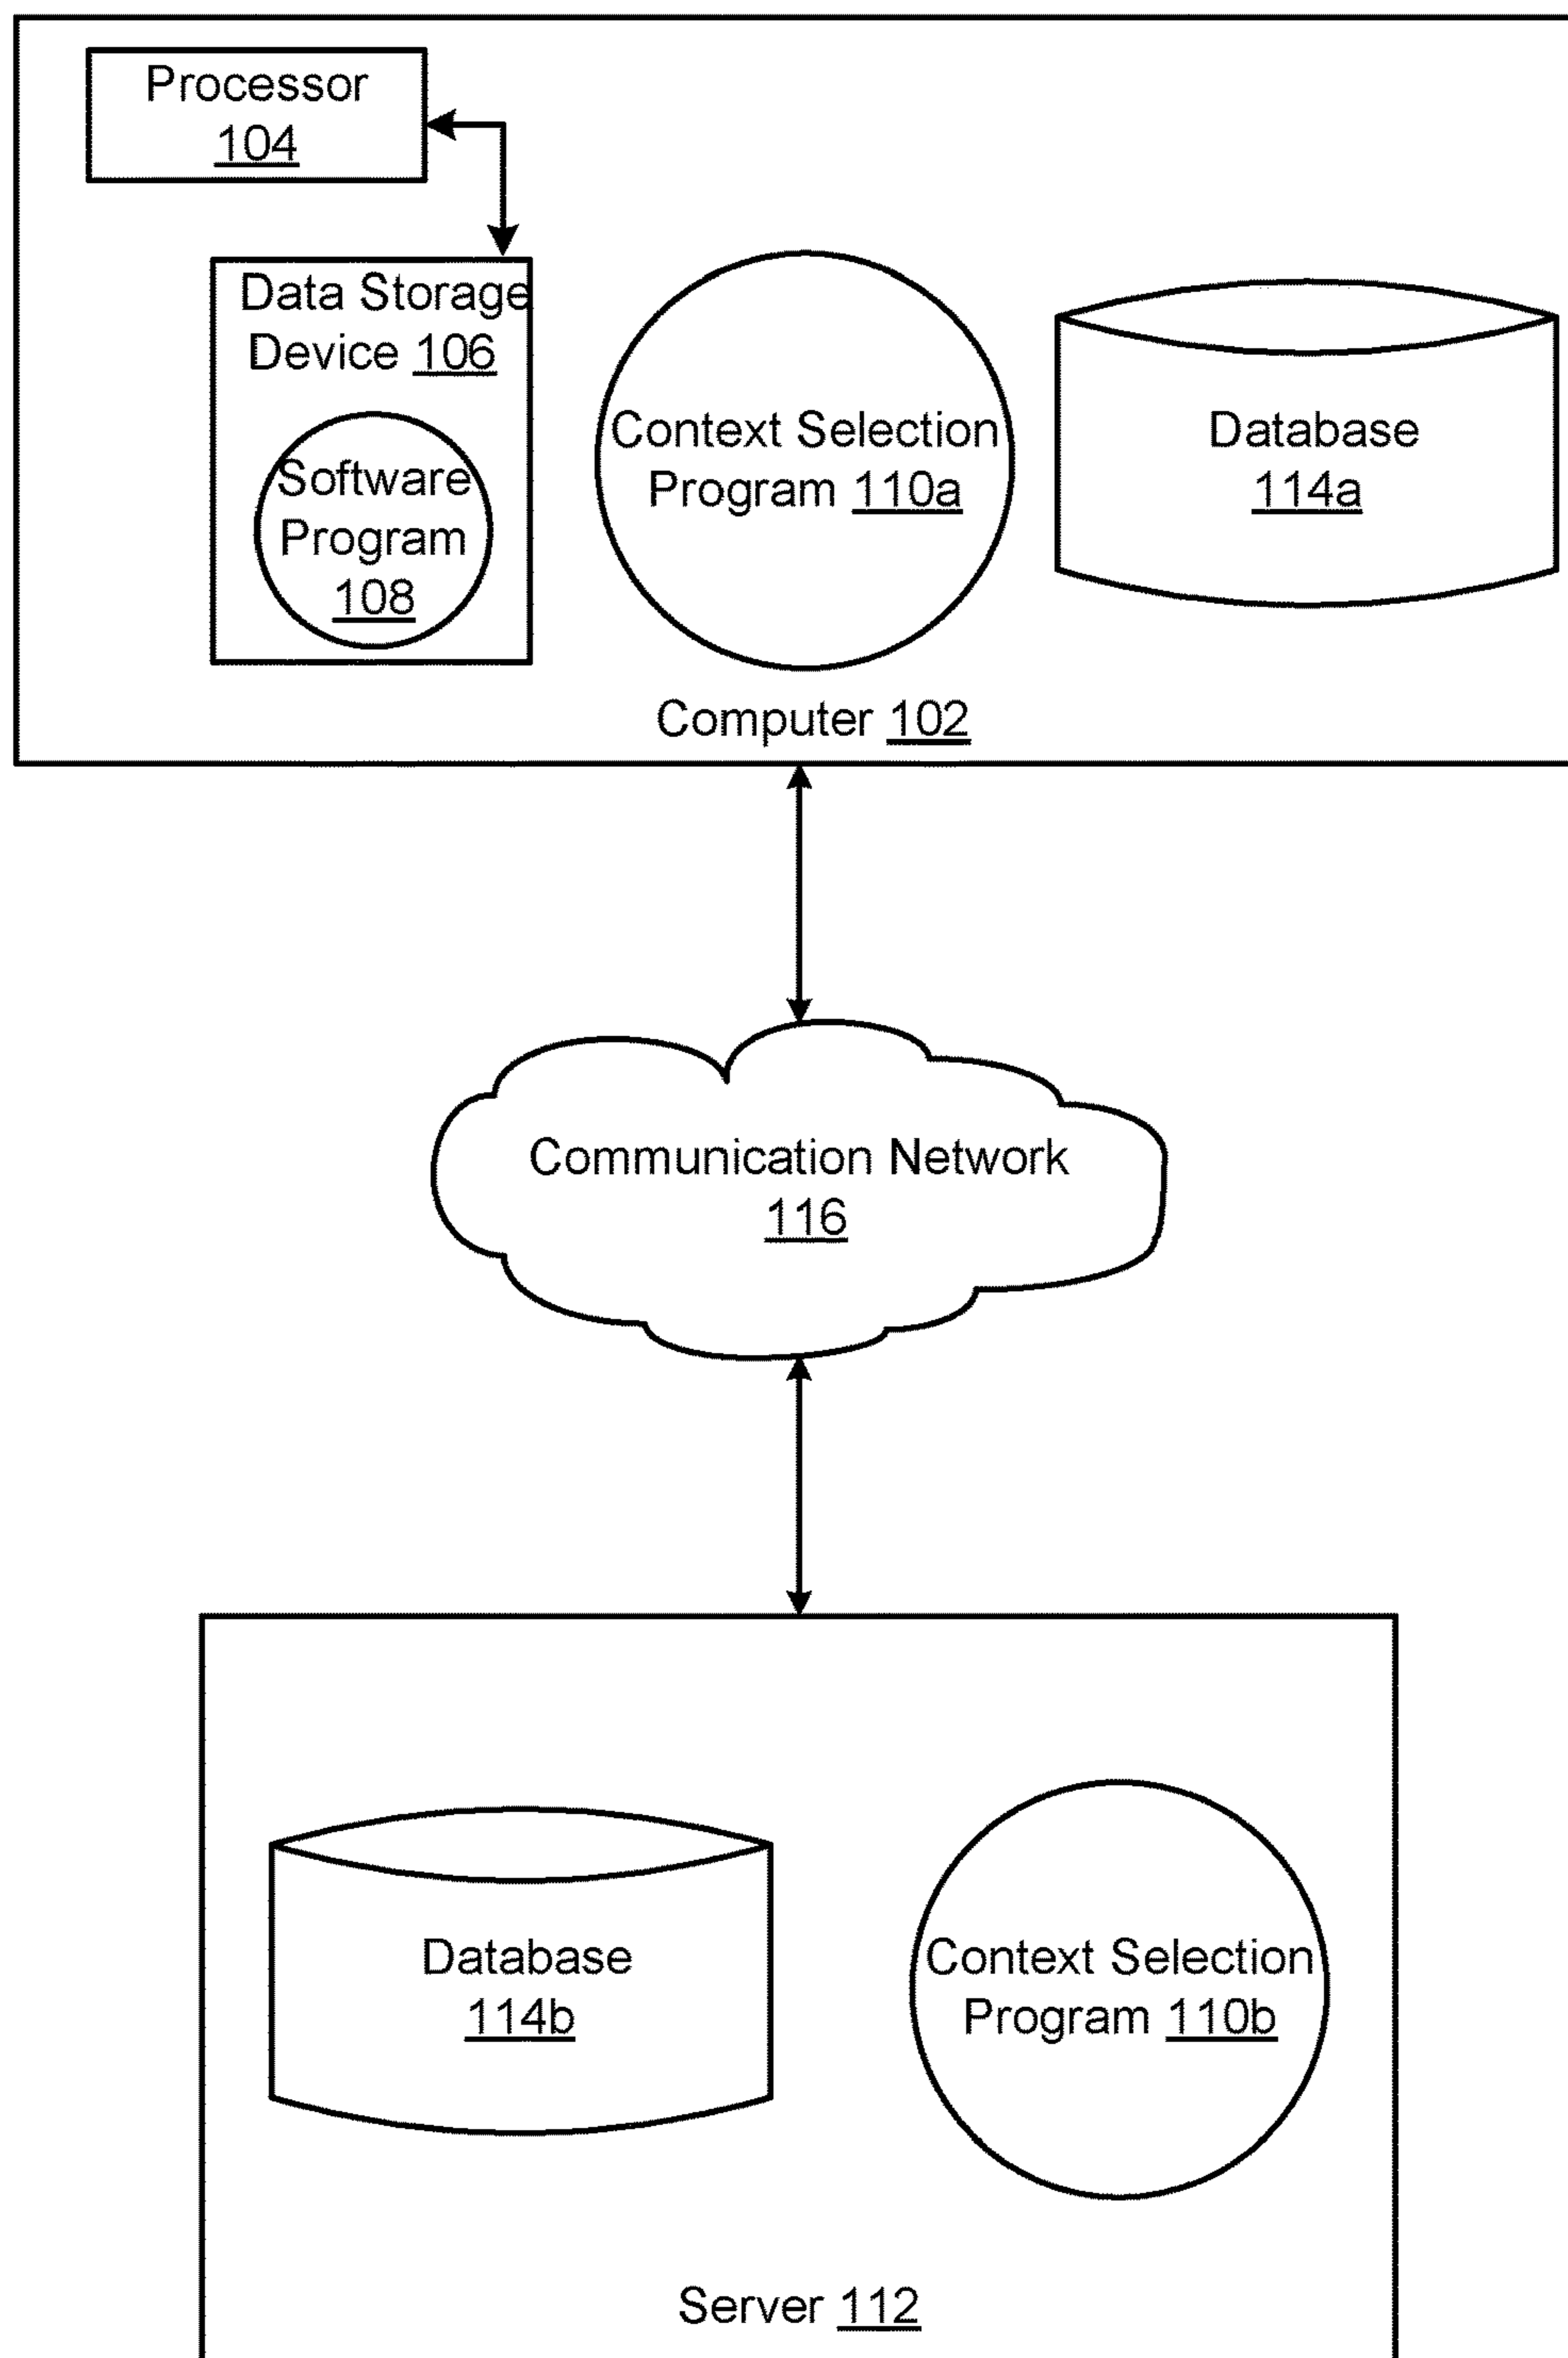 Processor
104
Data Storage
Device 106
Software
Program
108
Context Selection
Program 110a
Database
114a
Computer 102
Communication Network
116
Database
114b
Context Selection
Program 110b
Server 112